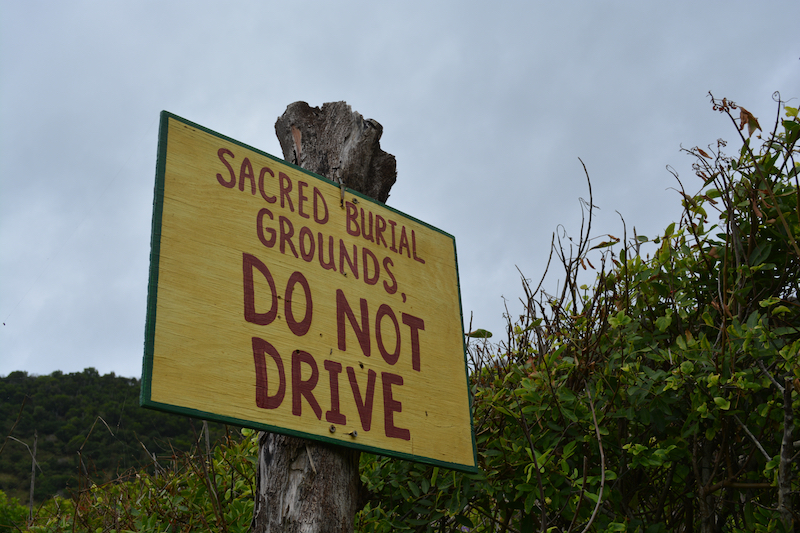 SACRED BURIAL
GROUNDS,
DO NOT
DRIVE